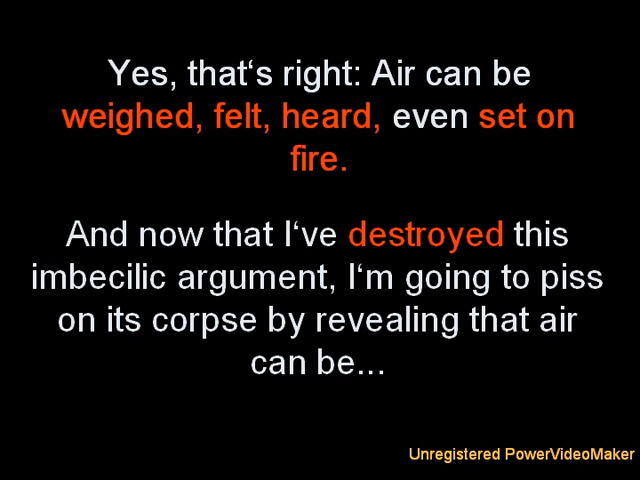 Yes, that‘s right: Air can be
weighed, felt, heard, even set on
fire.
And now that I‘ve destroyed this
imbecilic argument, I‘m going to piss
on its corpse by revealing that air
can be...
Unregistered PowerVideoMaker